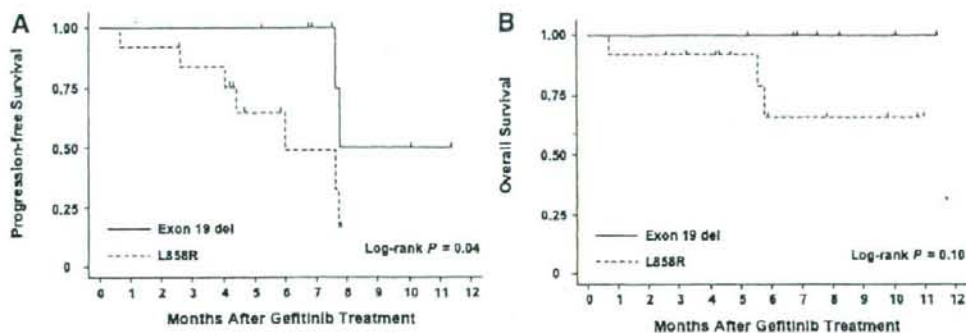 A
Progression-free Survival
1.00
0.75
0.50
0.25
0
Exon 19 del
L858R
Log-rank P = 0.04
0 1 2 3 4 5 6 7 8 9 10 11 12
Months After Gefitinib Treatment
B
Overall Survival
1.00
0.75
0.50
0.25
0
Exon 19 del
L858R
Log-rank P = 0.10
0 1 2 3 4 5 6 7 8 9 10 11 12
Months After Gefitinib Treatment